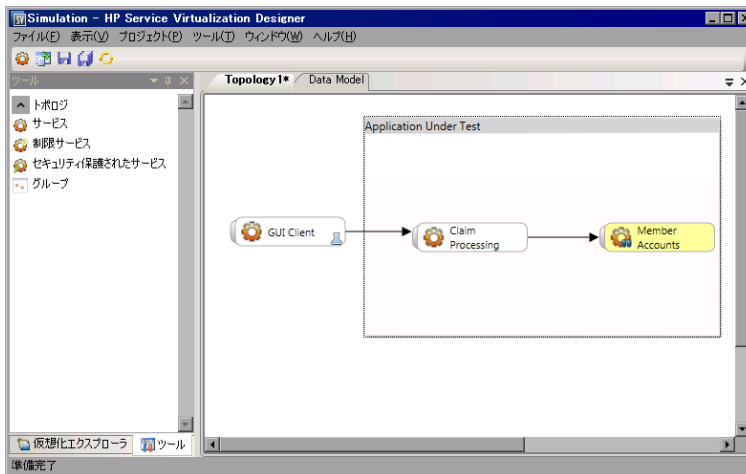 Simulation - HP Service Virtualization Designer
ファイル(F) 表示(V) プロジェクト(P) ツール(T) ウィンドウ(W) ヘルプ(H)
ツール
Topology 1* Data Model
トポロジ
サービス
制限サービス
セキュリティ保護されたサービス
グループ
Application Under Test
GUI Client
Claim
Processing
Member
Accounts
仮想化エクスプローラ ツール
準備完了